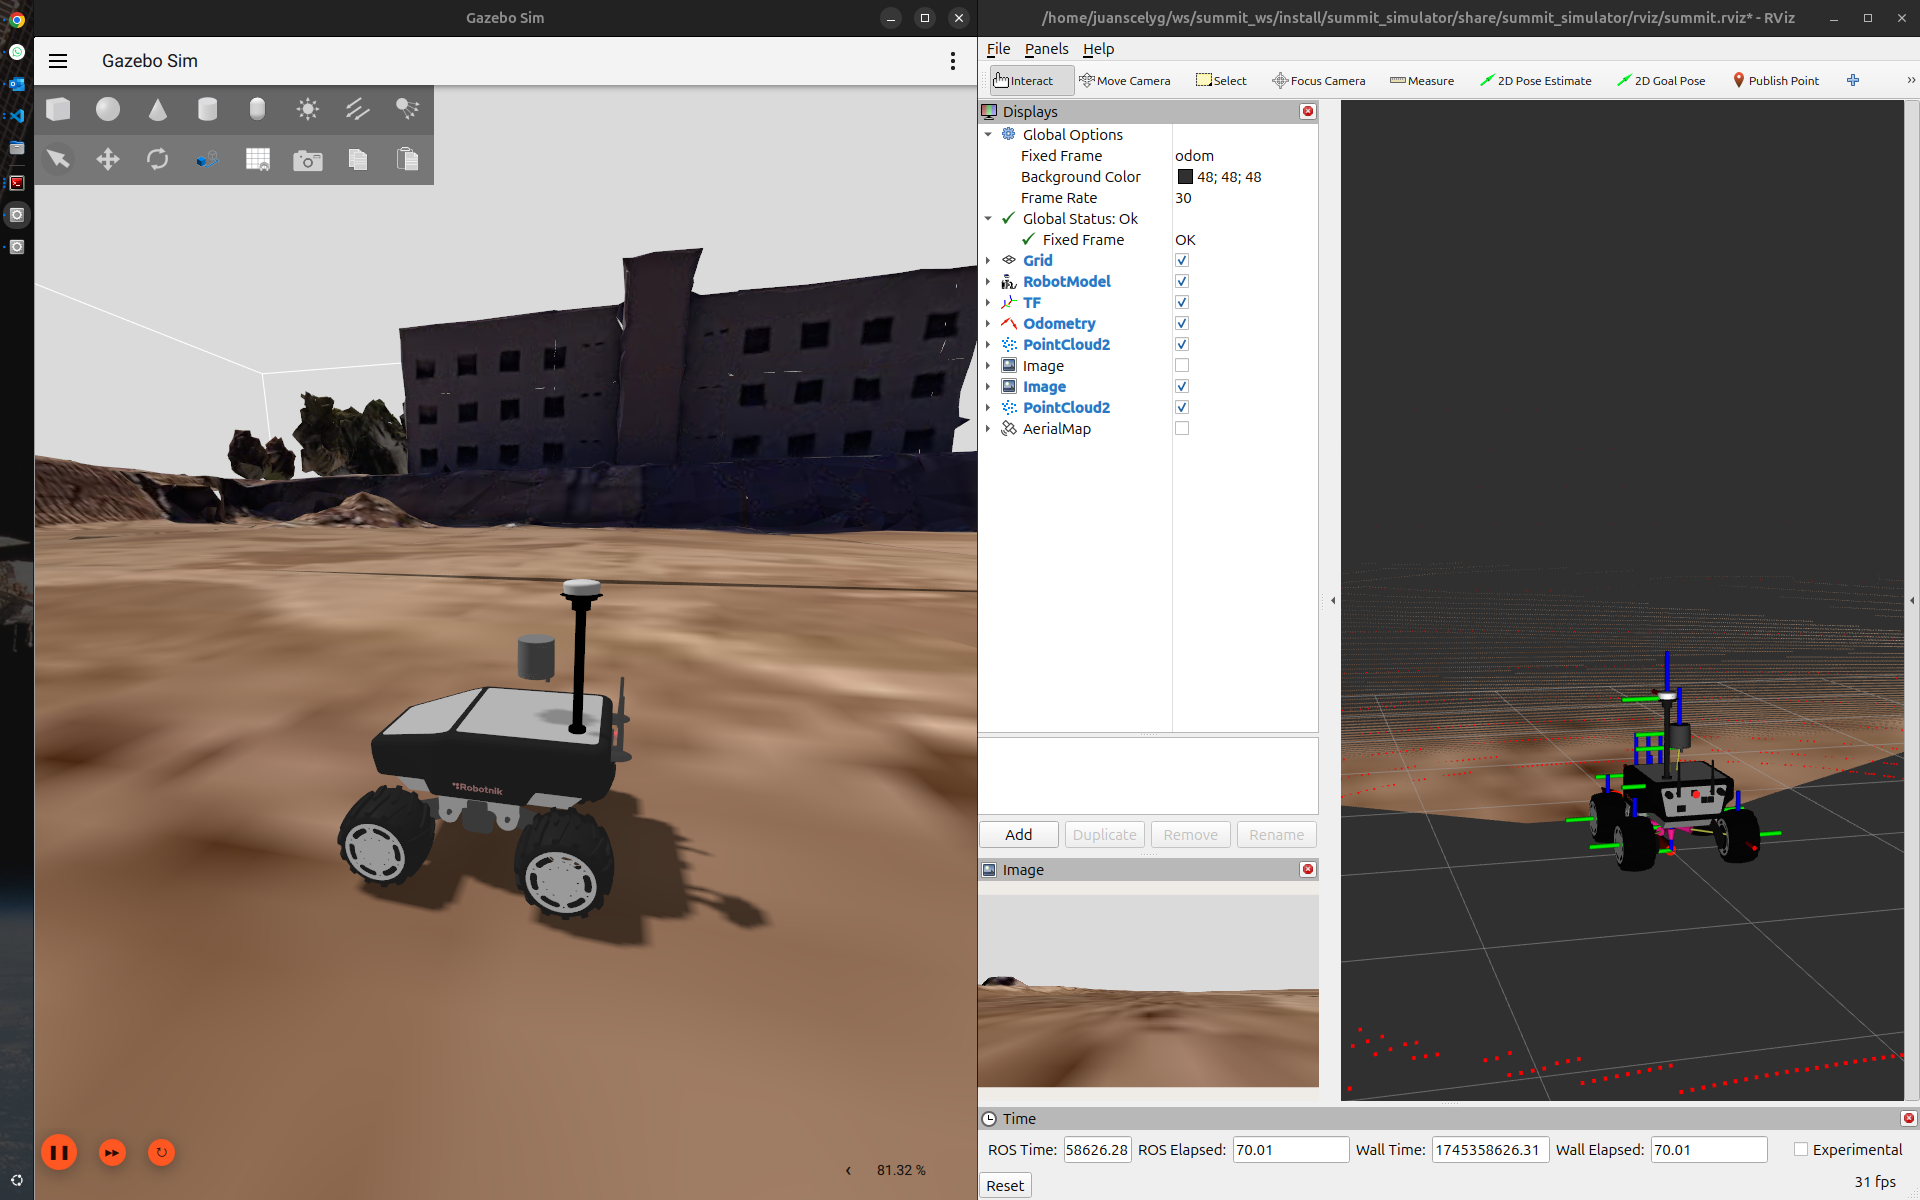 Gazebo Sim
Gazebo Sim
Robotnik
81.32 %
/home/juanscelyg/ws/summit_ws/install/summit_simulator/share/summit_simulator/rviz/summit.rviz* - RViz
File Panels Help
Interact Move Camera Select Focus Camera Measure 2D Pose Estimate 2D Goal Pose Publish Point
Displays
Global Options
Fixed Frame odom
Background Color 48; 48; 48
Frame Rate 30
Global Status: Ok
Fixed Frame OK
Grid
RobotModel
TF
Odometry
PointCloud2
Image
Image
PointCloud2
AerialMap
Add Duplicate Remove Rename
Image
Time
ROS Time: 58626.28 ROS Elapsed: 70.01 Wall Time: 1745358626.31 Wall Elapsed: 70.01 Experimental
Reset 31 fps